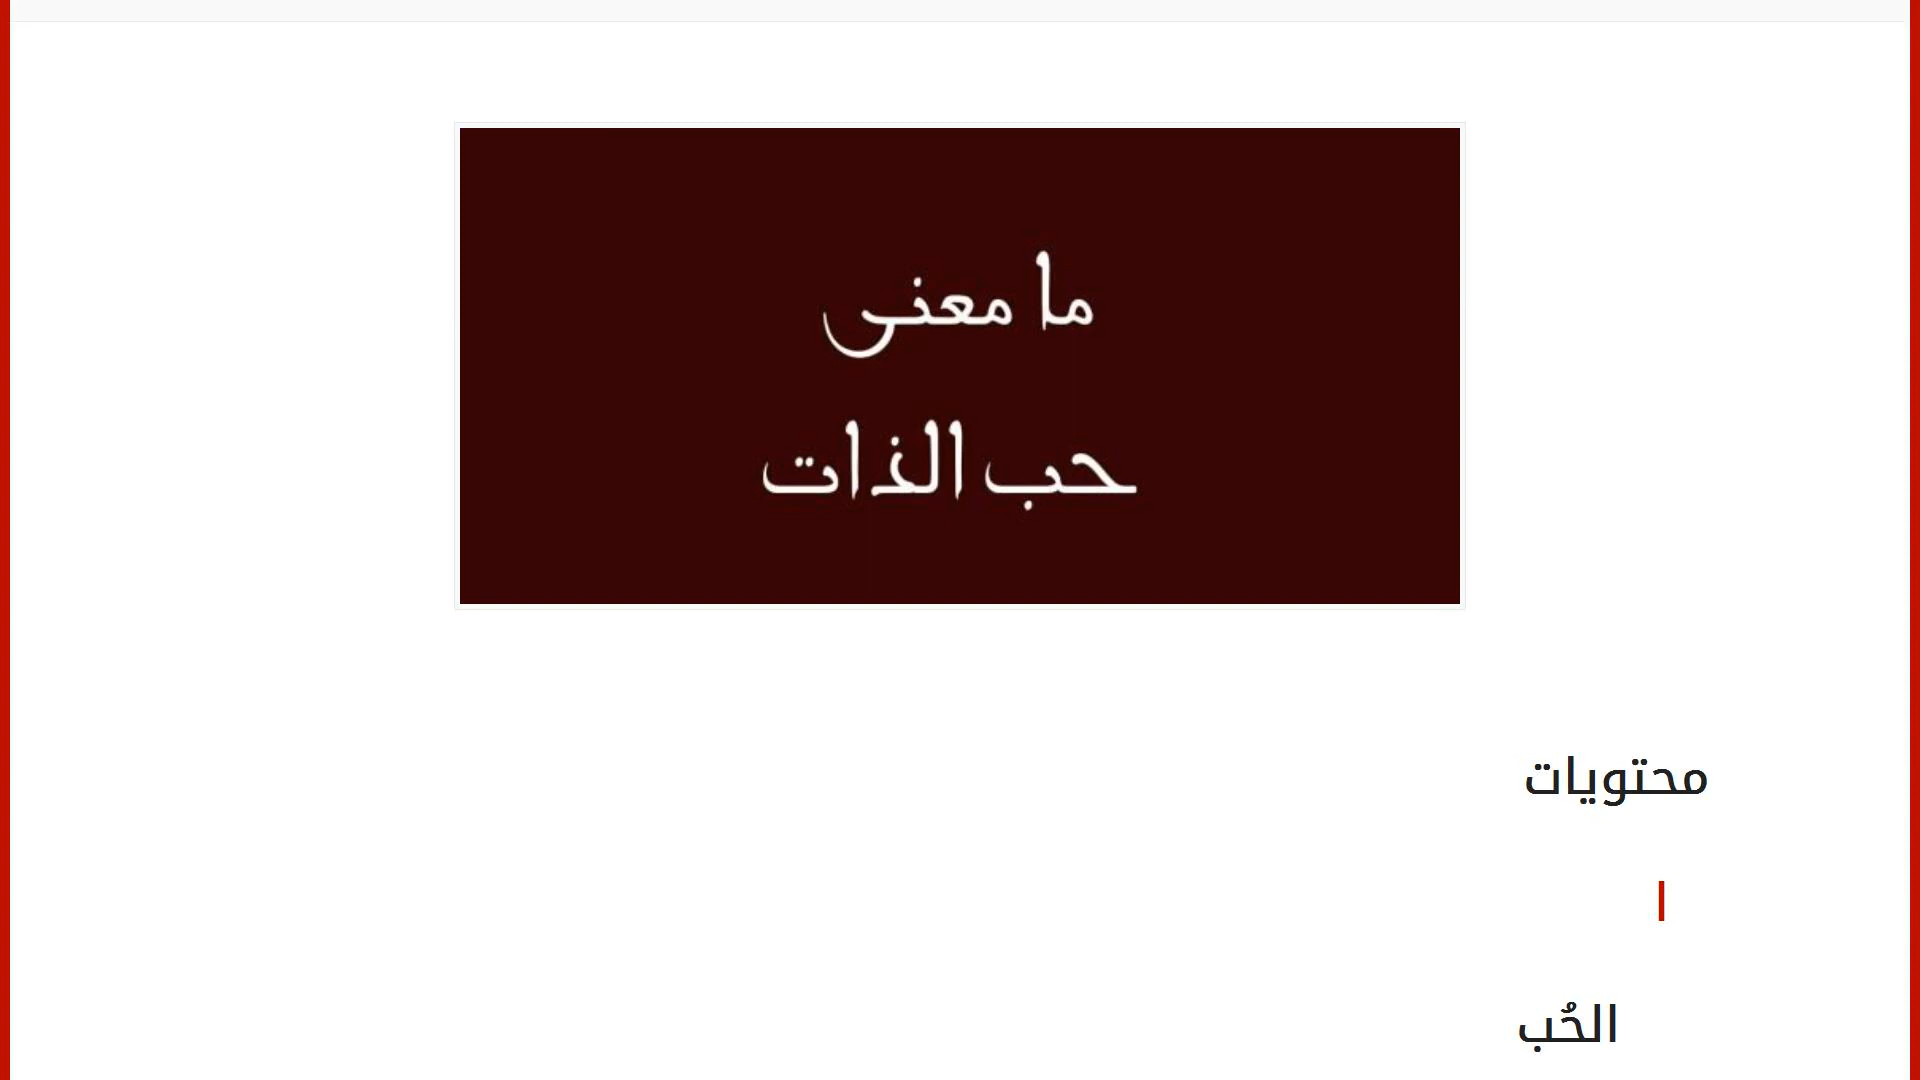 ما معنى
حب الذات
محتويات
ا
الحُب